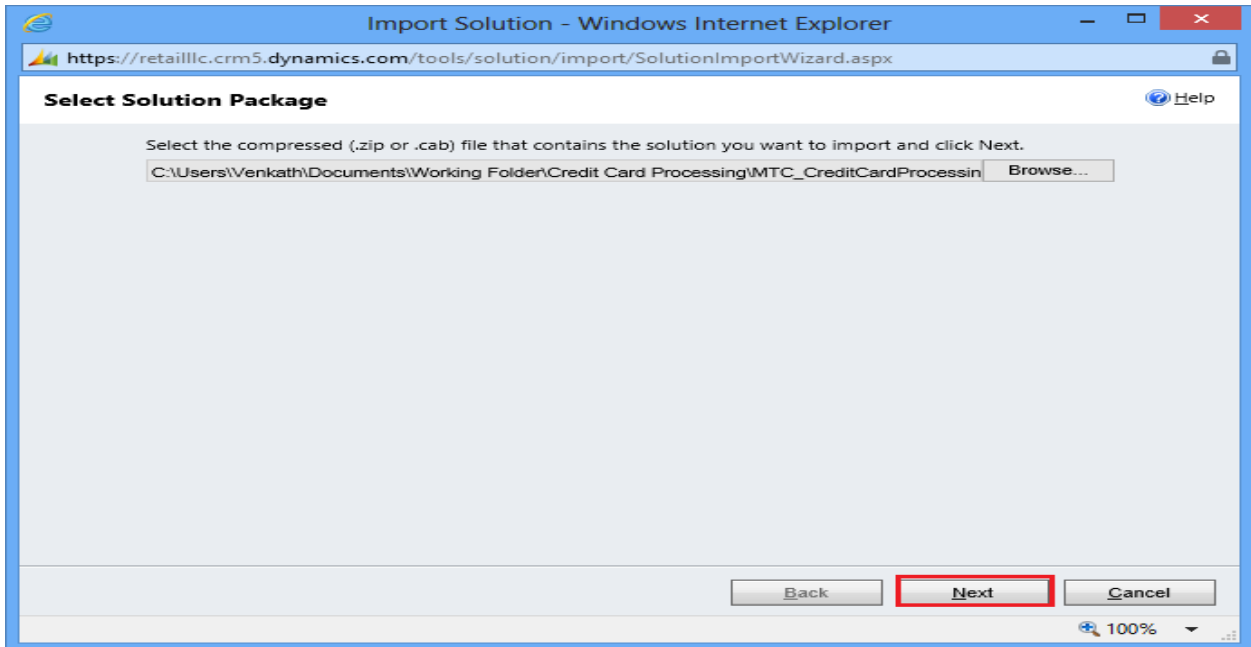 Import Solution - Windows Internet Explorer
https://retailllc.crm5.dynamics.com/tools/solution/import/SolutionImportWizard.aspx
Select Solution Package
Help
Select the compressed (.zip or .cab) file that contains the solution you want to import and click Next.
C:\Users\Venkath\Documents\Working Folder\Credit Card Processing\MTC_CreditCardProcessin Browse...
Back Next Cancel
100%